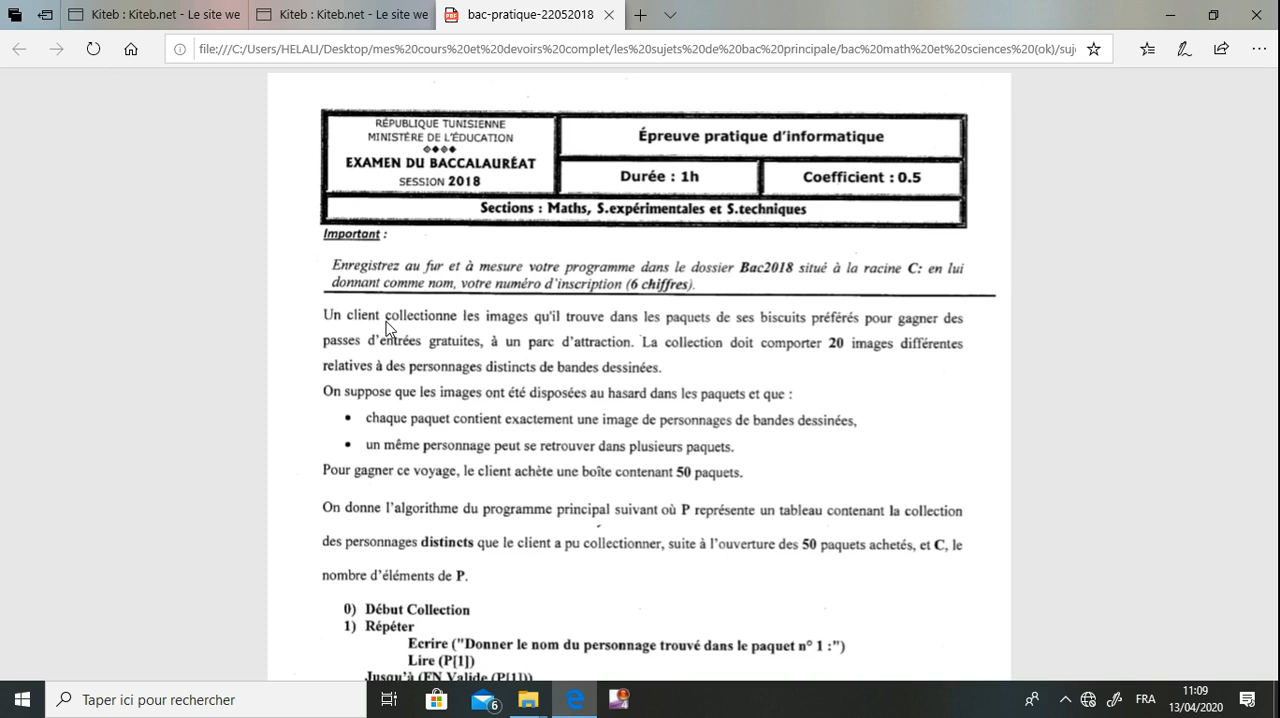 Kiteb : Kiteb.net - Le site we
Kiteb : Kiteb.net - Le site we
bac-pratique-22052018
file:///C:/Users/HELALI/Desktop/mes%20cours%20et%20devoirs%20complet/les%20sujets%20de%20bac%20principale/bac%20math%20et%20sciences%20(ok)/suj
RÉPUBLIQUE TUNISIENNE
MINISTÈRE DE L'ÉDUCATION
EXAMEN DU BACCALAURÉAT
SESSION 2018
Épreuve pratique d'informatique
Durée : 1h
Coefficient : 0.5
Sections : Maths, S.expérimentales et S.techniques
Important :
Enregistrez au fur et à mesure votre programme dans le dossier Bac2018 situé à la racine C: en lui
donnant comme nom, votre numéro d'inscription (6 chiffres).
Un client collectionne les images qu'il trouve dans les paquets de ses biscuits préférés pour gagner des
passes d'entrées gratuites, à un parc d'attraction. La collection doit comporter 20 images différentes
relatives à des personnages distincts de bandes dessinées.
On suppose que les images ont été disposées au hasard dans les paquets et que :
• chaque paquet contient exactement une image de personnages de bandes dessinées,
• un même personnage peut se retrouver dans plusieurs paquets.
Pour gagner ce voyage, le client achète une boîte contenant 50 paquets.
On donne l'algorithme du programme principal suivant où P représente un tableau contenant la collection
des personnages distincts que le client a pu collectionner, suite à l'ouverture des 50 paquets achetés, et C, le
nombre d'éléments de P.
0) Début Collection
1) Répéter
Ecrire ("Donner le nom du personnage trouvé dans le paquet n° 1 :")
Lire (P[1])
Jusqu'à (FN Valide (P[1]))
Taper ici pour rechercher
6
4
FRA
11:09
13/04/2020